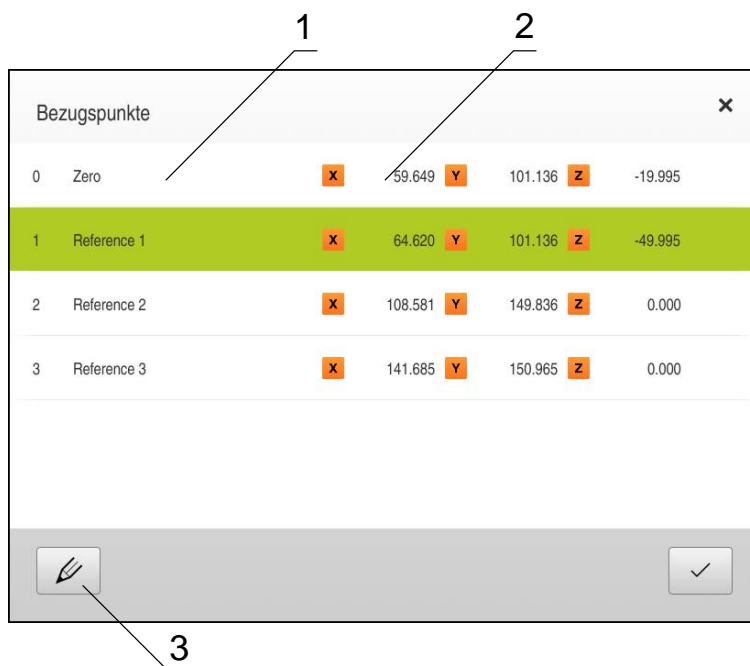 1 2
Bezugspunkte ×
0 Zero X 59.649 Y 101.136 Z -19.995
1 Reference 1 X 64.620 Y 101.136 Z -49.995
2 Reference 2 X 108.581 Y 149.836 Z 0.000
3 Reference 3 X 141.685 Y 150.965 Z 0.000
3